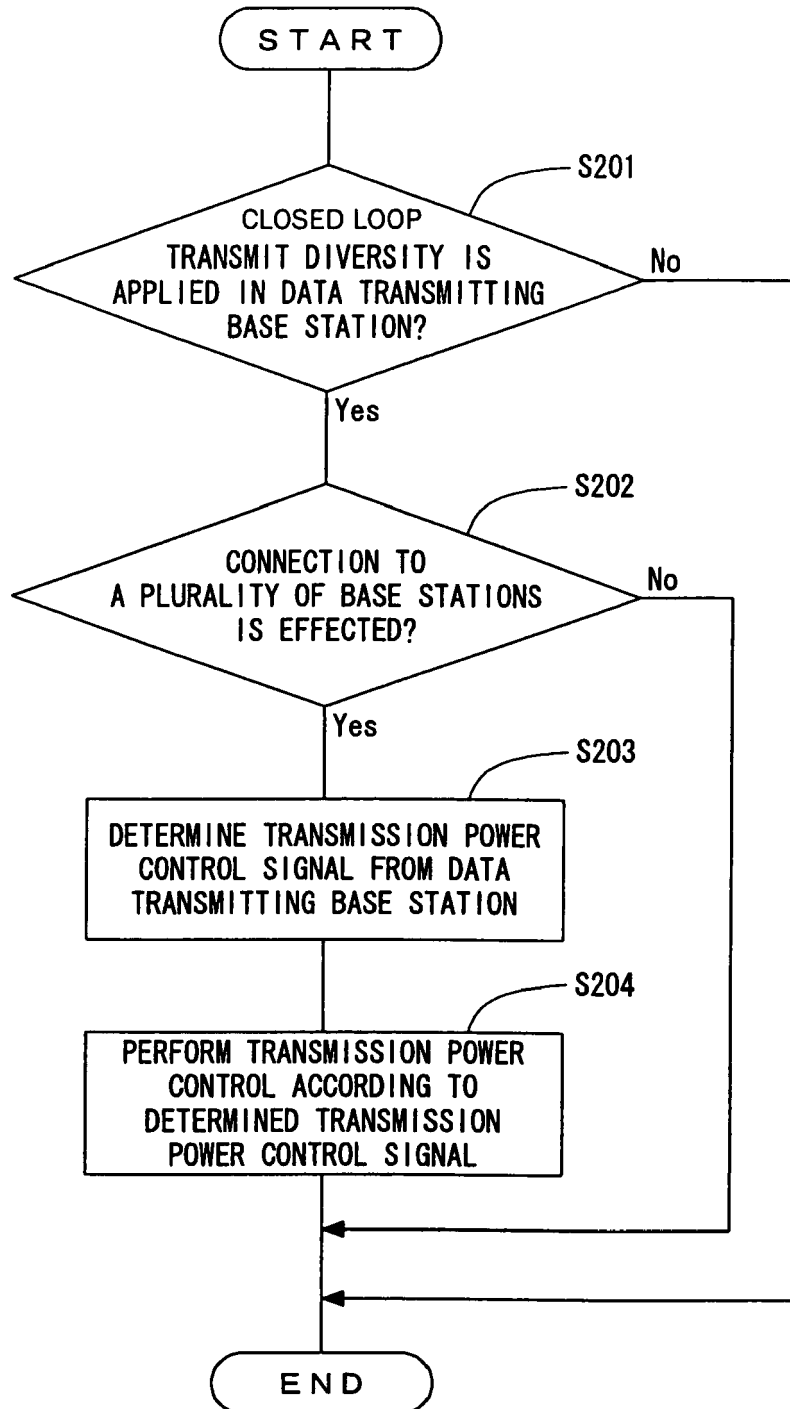 START
S201
CLOSED LOOP
TRANSMIT DIVERSITY IS
APPLIED IN DATA TRANSMITTING
BASE STATION?
No
Yes
S202
CONNECTION TO
A PLURALITY OF BASE STATIONS
IS EFFECTED?
No
Yes
S203
DETERMINE TRANSMISSION POWER
CONTROL SIGNAL FROM DATA
TRANSMITTING BASE STATION
S204
PERFORM TRANSMISSION POWER
CONTROL ACCORDING TO
DETERMINED TRANSMISSION
POWER CONTROL SIGNAL
END